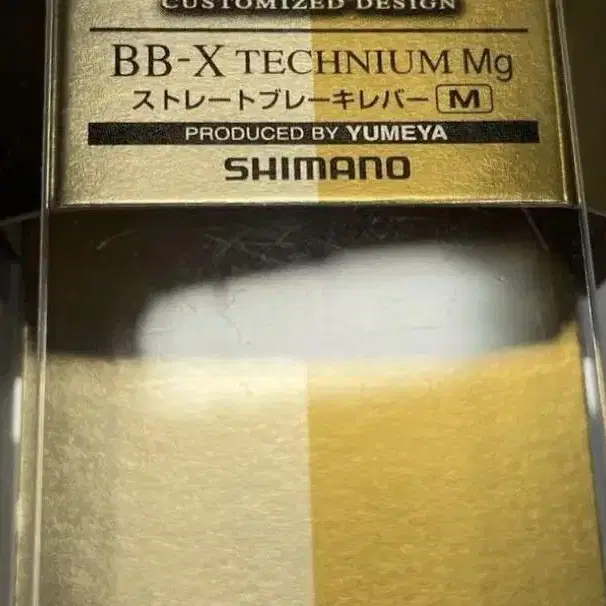 CUSTOMIZED DESIGN
BB-X TECHNIUM Mg
ストレートブレーキレバー M
PRODUCED BY YUMEYA
SHIMANO